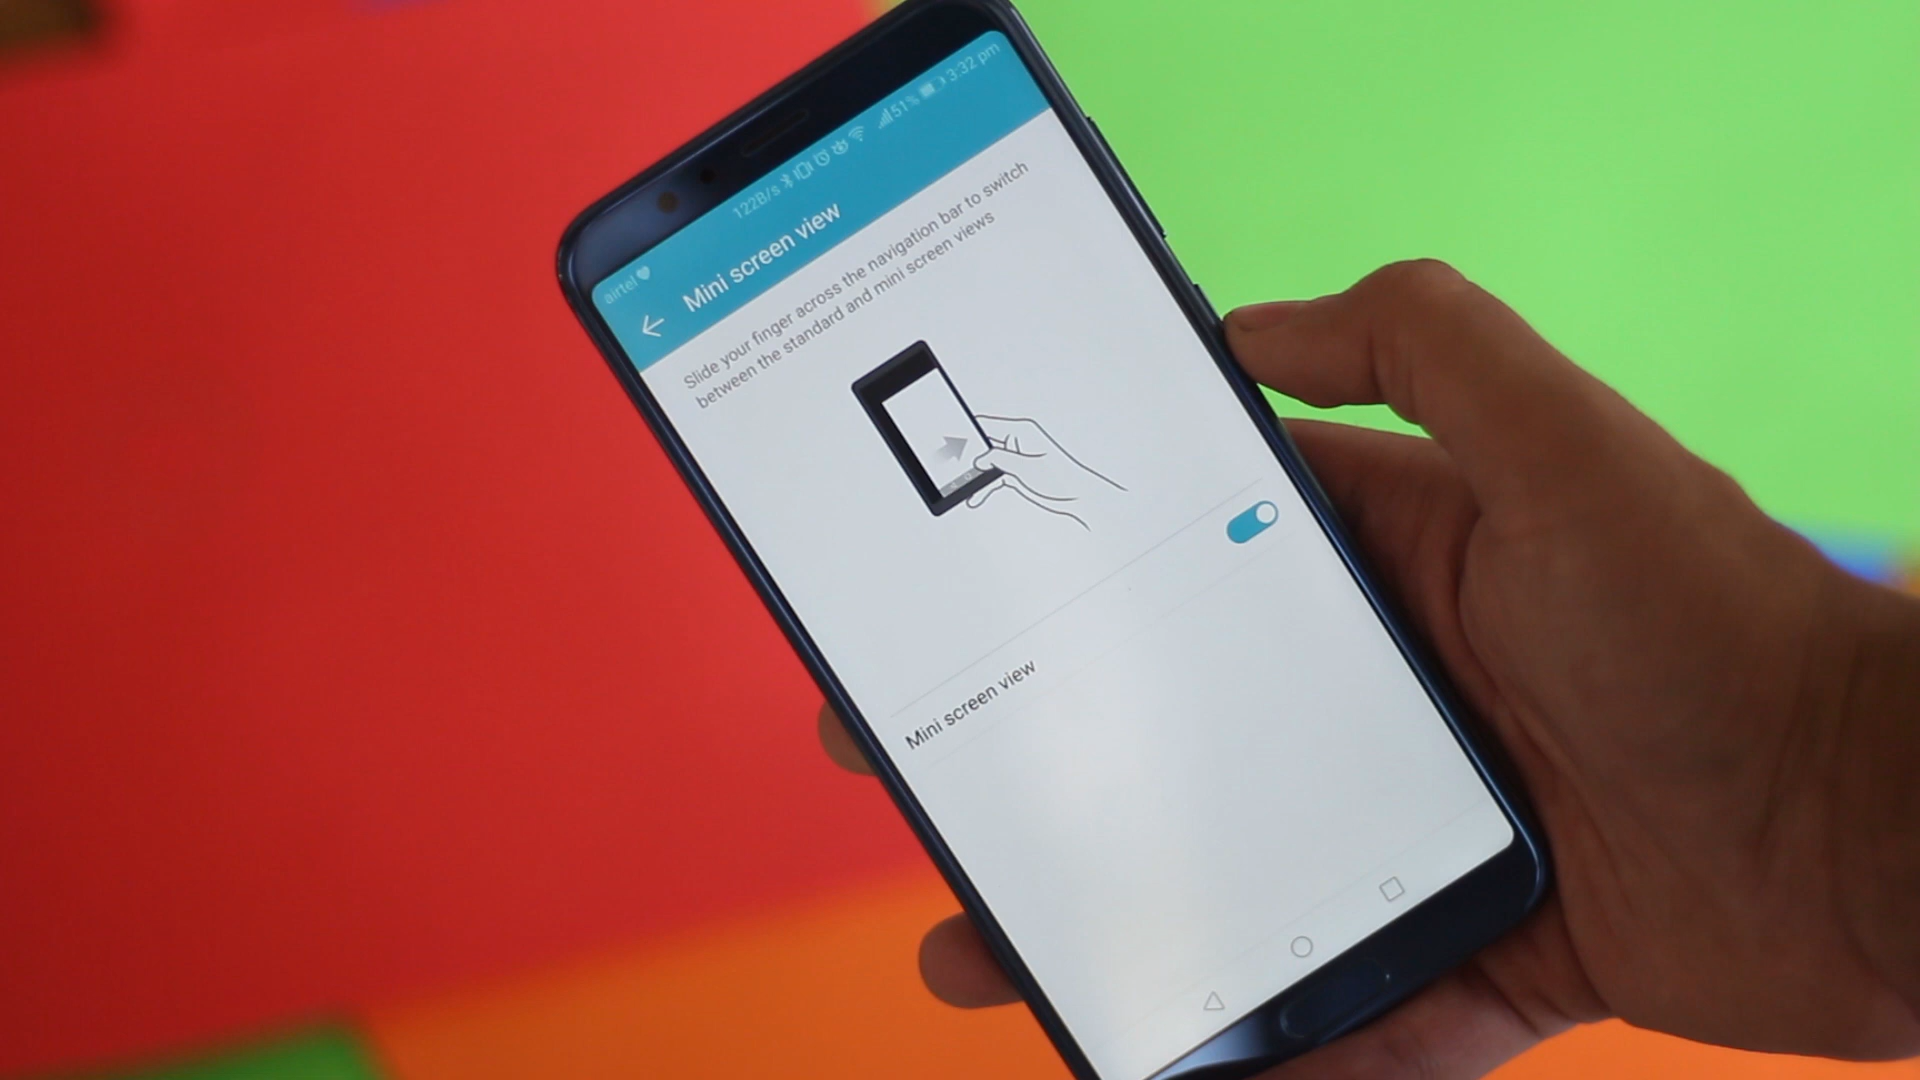 airtel 122B/s 51% 3:32 pm
Mini screen view
Slide your finger across the navigation bar to switch
between the standard and mini screen views
Mini screen view